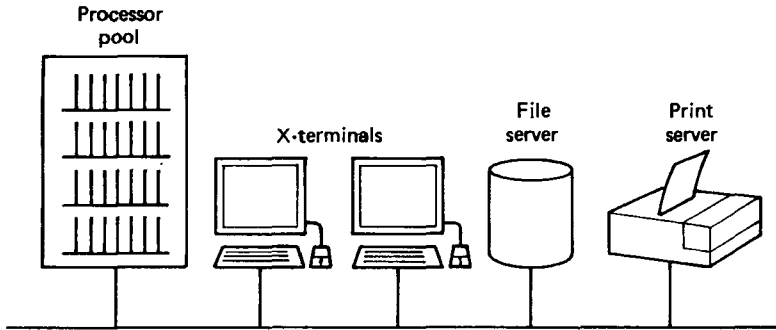 Processor
pool
X-terminals
File
server
Print
server